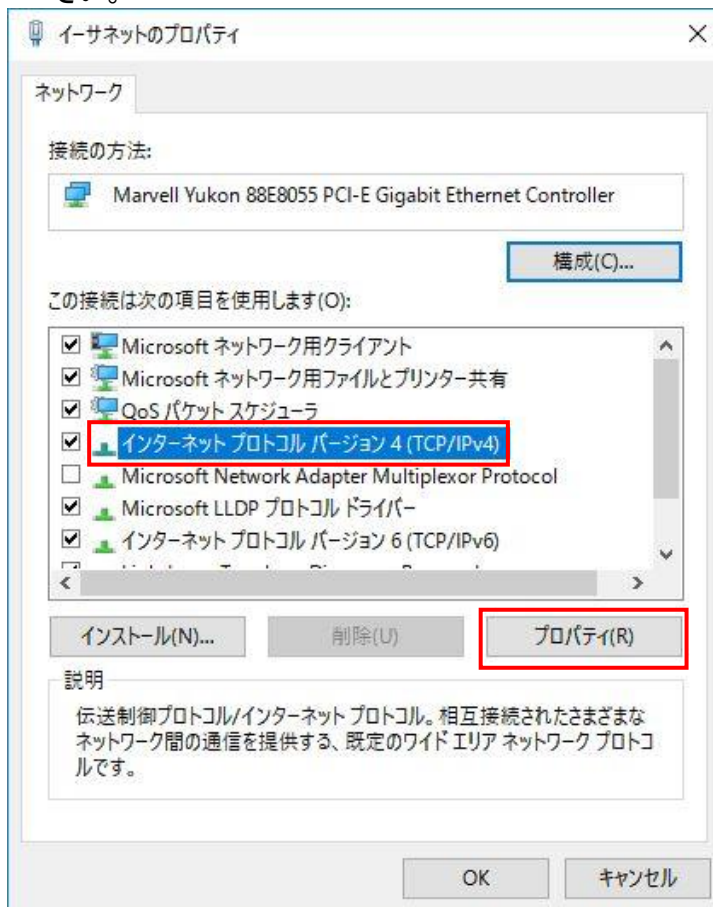 さい。
イーサネットのプロパティ
ネットワーク
接続の方法:
Marvell Yukon 88E8055 PCI-E Gigabit Ethernet Controller
構成(C)...
この接続は次の項目を使用します(O):
Microsoft ネットワーク用クライアント
Microsoft ネットワーク用ファイルとプリンター共有
QoS パケット スケジューラ
インターネット プロトコル バージョン 4 (TCP/IPv4)
Microsoft Network Adapter Multiplexor Protocol
Microsoft LLDP プロトコル ドライバー
インターネット プロトコル バージョン 6 (TCP/IPv6)
インストール(N)...
削除(U)
プロパティ(R)
説明
伝送制御プロトコル/インターネット プロトコル。相互接続されたさまざまな
ネットワーク間の通信を提供する、既定のワイド エリア ネットワーク プロトコ
ルです。
OK
キャンセル